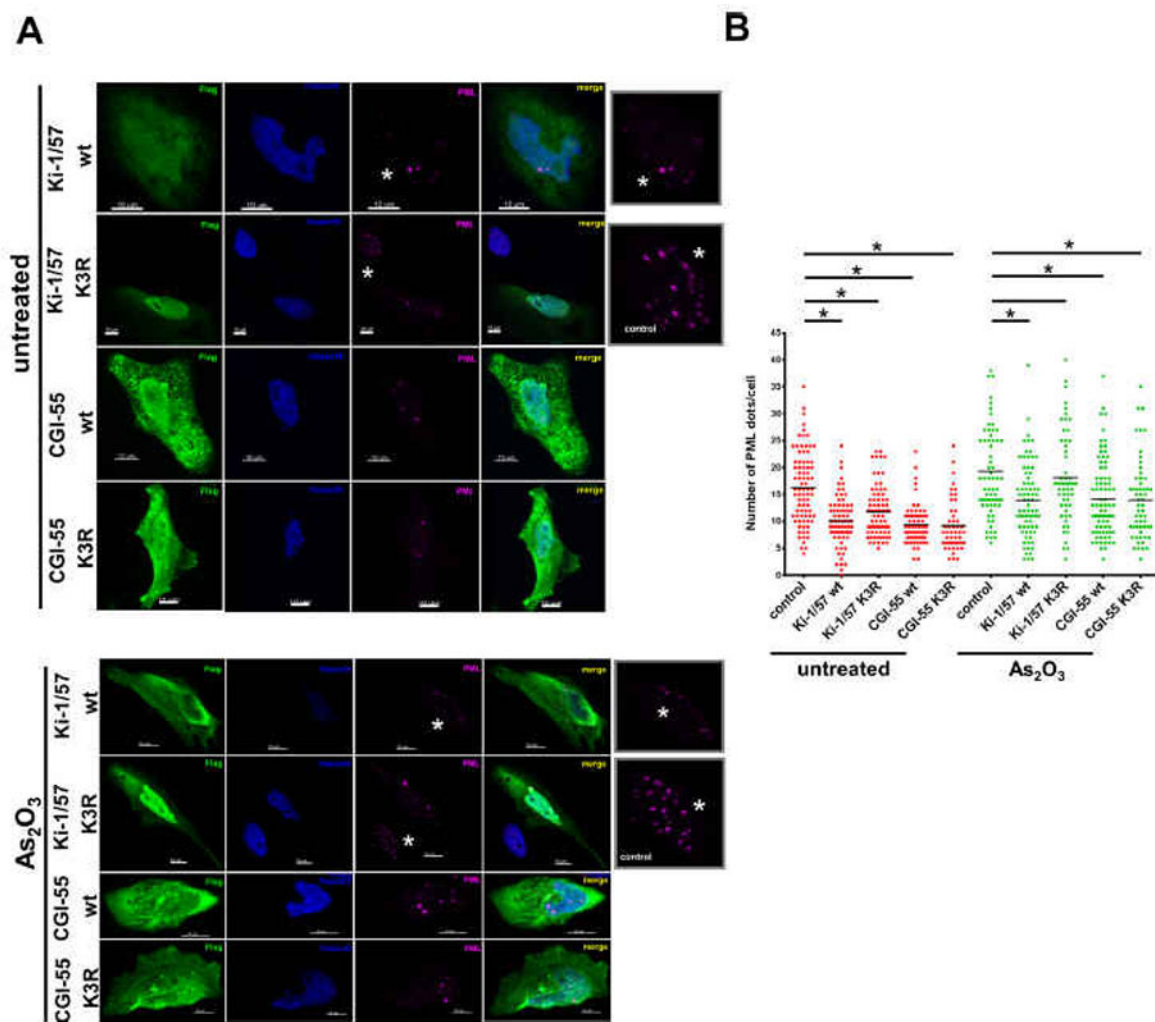 A
untreated
Ki-1/57
wt
Flag
PML
merge
10 µm
Ki-1/57
K3R
Flag
PML
merge
control
CGI-55
wt
Flag
PML
merge
CGI-55
K3R
Flag
PML
merge
As2O3
Ki-1/57
wt
Flag
PML
merge
Ki-1/57
K3R
Flag
PML
merge
control
CGI-55
wt
Flag
PML
merge
CGI-55
K3R
Flag
PML
merge
B
* * * * * * *
Number of PML dots/cell
45
40
35
30
25
20
15
10
5
0
control
Ki-1/57 wt
Ki-1/57 K3R
CGI-55 wt
CGI-55 K3R
control
Ki-1/57 wt
Ki-1/57 K3R
CGI-55 wt
CGI-55 K3R
untreated
As2O3